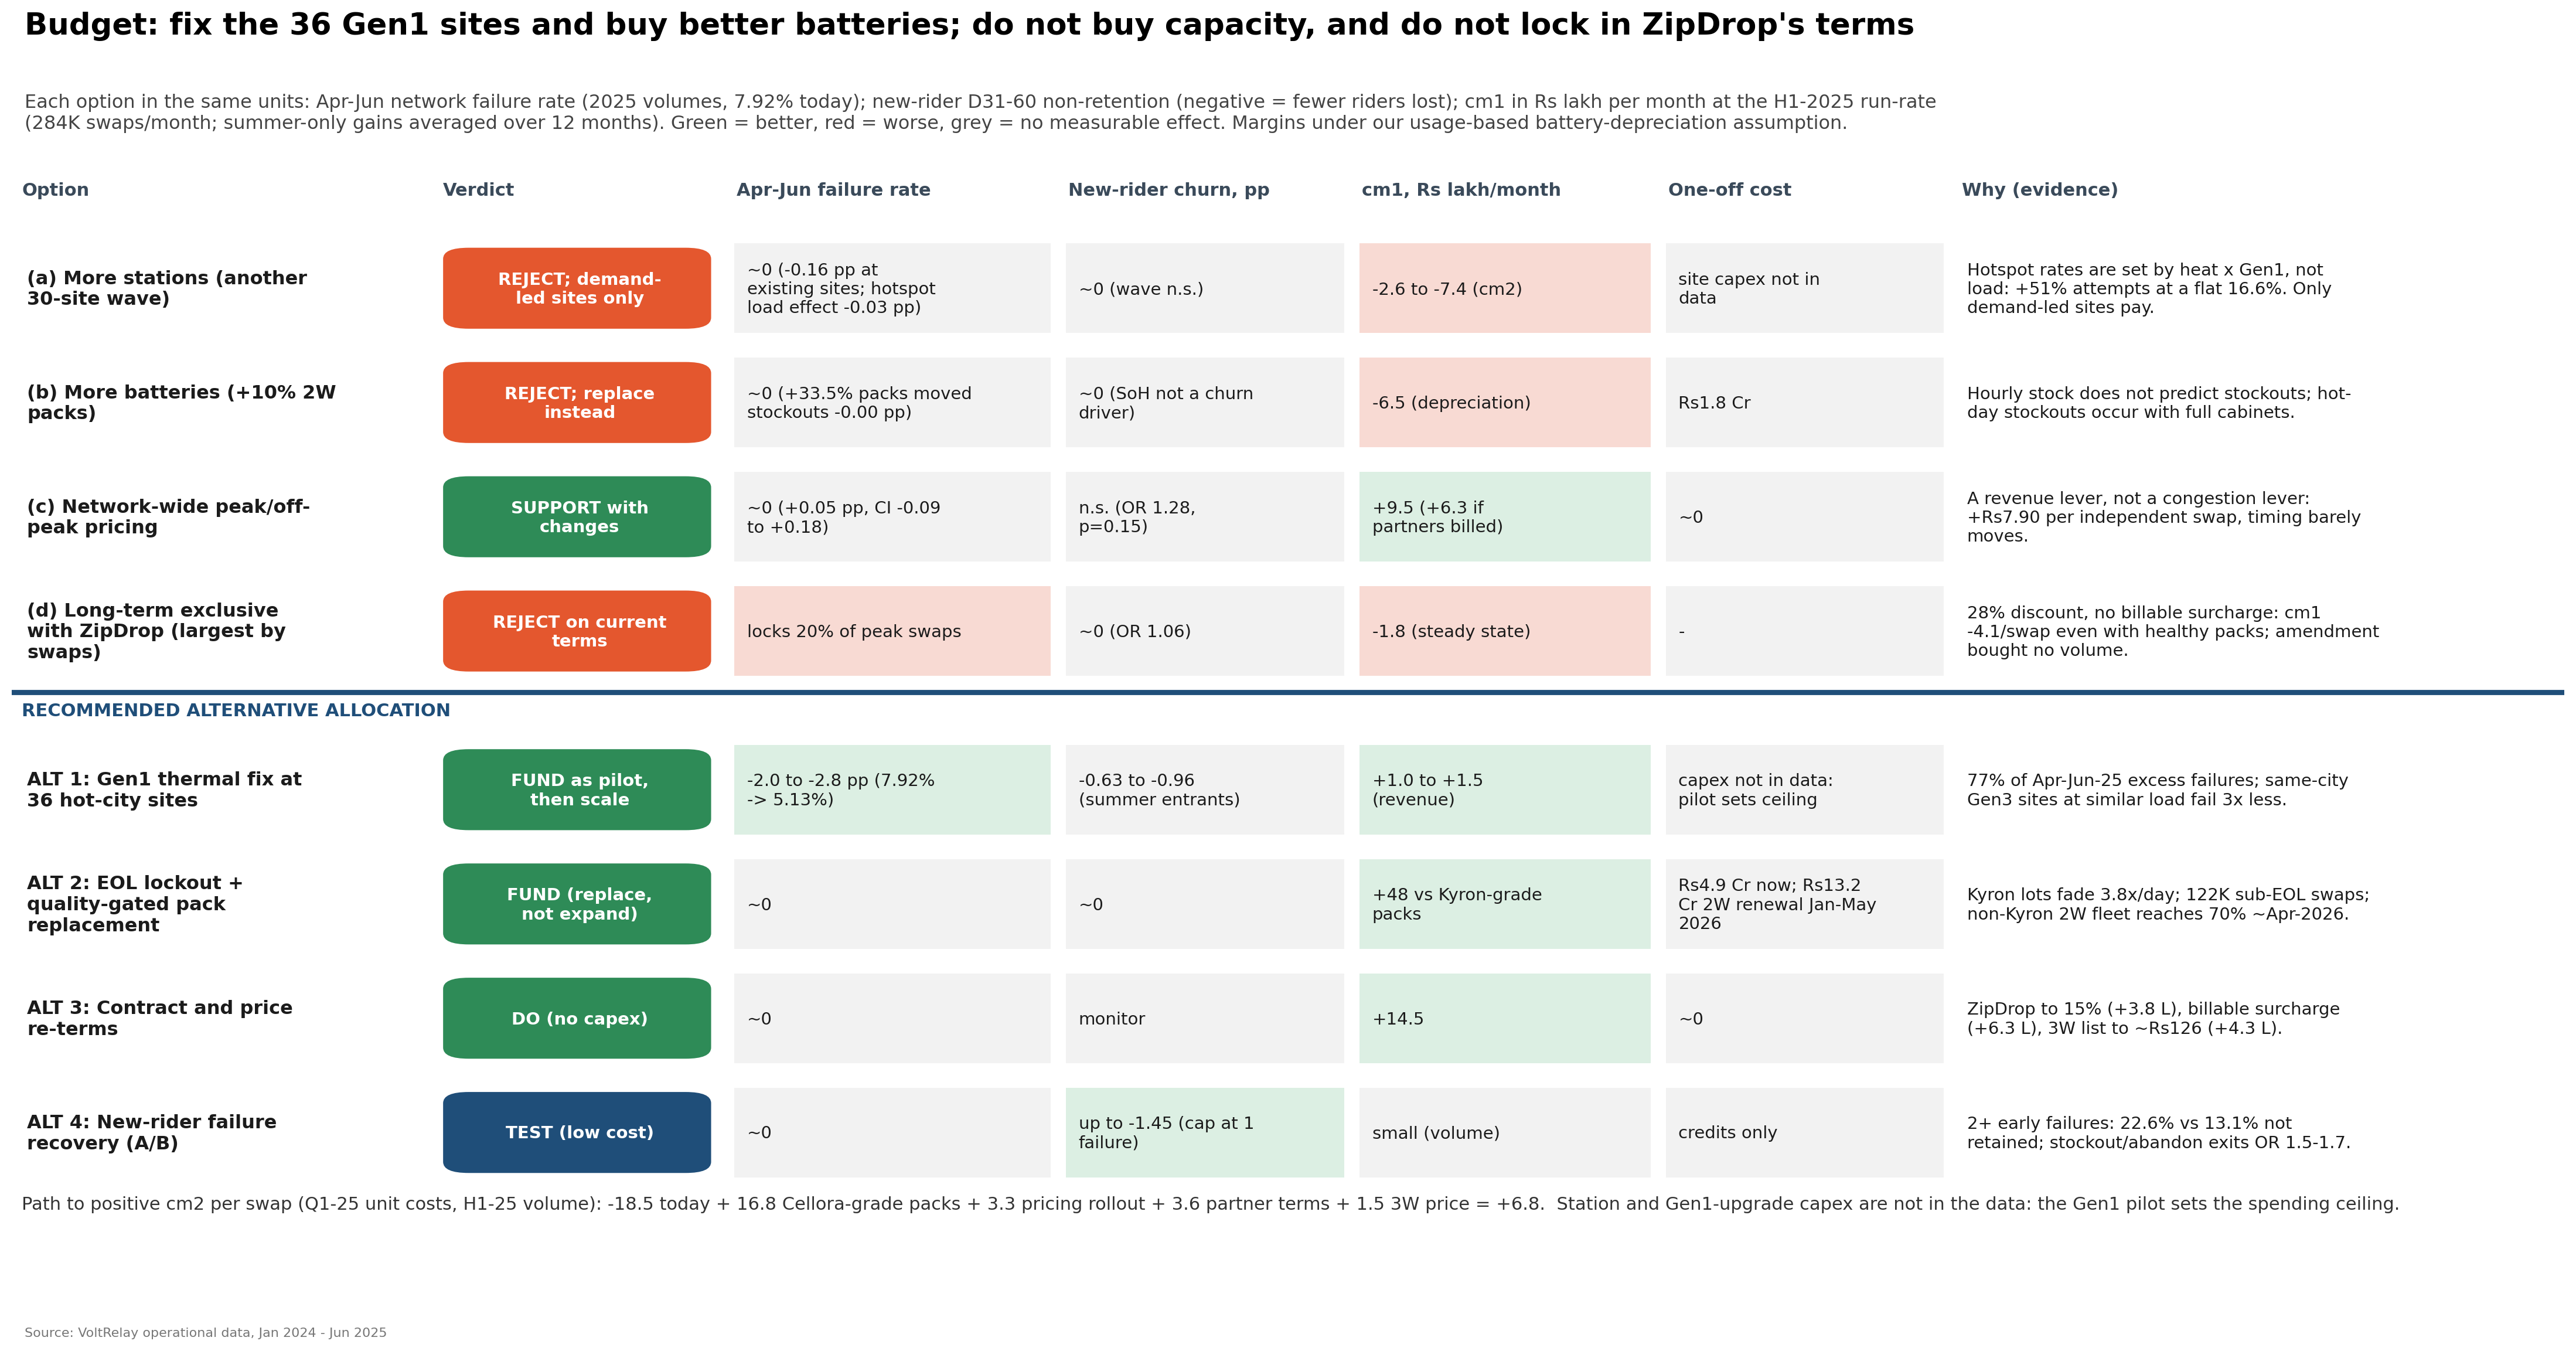 Budget: fix the 36 Gen1 sites and buy better batteries; do not buy capacity, and do not lock in ZipDrop's terms
Each option in the same units: Apr-Jun network failure rate (2025 volumes, 7.92% today); new-rider D31-60 non-retention (negative = fewer riders lost); cm1 in Rs lakh per month at the H1-2025 run-rate
(284K swaps/month; summer-only gains averaged over 12 months). Green = better, red = worse, grey = no measurable effect. Margins under our usage-based battery-depreciation assumption.
Option
Verdict
Apr-Jun failure rate
New-rider churn, pp
cm1, Rs lakh/month
One-off cost
Why (evidence)
(a) More stations (another
30-site wave)
REJECT; demand-
led sites only
~0 (-0.16 pp at
existing sites; hotspot
load effect -0.03 pp)
~0 (wave n.s.)
-2.6 to -7.4 (cm2)
site capex not in
data
Hotspot rates are set by heat x Gen1, not
load: +51% attempts at a flat 16.6%. Only
demand-led sites pay.
(b) More batteries (+10% 2W
packs)
REJECT; replace
instead
~0 (+33.5% packs moved
stockouts -0.00 pp)
~0 (SoH not a churn
driver)
-6.5 (depreciation)
Rs1.8 Cr
Hourly stock does not predict stockouts; hot-
day stockouts occur with full cabinets.
(c) Network-wide peak/off-
peak pricing
SUPPORT with
changes
~0 (+0.05 pp, CI -0.09
to +0.18)
n.s. (OR 1.28,
p=0.15)
+9.5 (+6.3 if
partners billed)
~0
A revenue lever, not a congestion lever:
+Rs7.90 per independent swap, timing barely
moves.
(d) Long-term exclusive
with ZipDrop (largest by
swaps)
REJECT on current
terms
locks 20% of peak swaps
~0 (OR 1.06)
-1.8 (steady state)
-
28% discount, no billable surcharge: cm1
-4.1/swap even with healthy packs; amendment
bought no volume.
RECOMMENDED ALTERNATIVE ALLOCATION
ALT 1: Gen1 thermal fix at
36 hot-city sites
FUND as pilot,
then scale
-2.0 to -2.8 pp (7.92%
-> 5.13%)
-0.63 to -0.96
(summer entrants)
+1.0 to +1.5
(revenue)
capex not in data:
pilot sets ceiling
77% of Apr-Jun-25 excess failures; same-city
Gen3 sites at similar load fail 3x less.
ALT 2: EOL lockout +
quality-gated pack
replacement
FUND (replace,
not expand)
~0
~0
+48 vs Kyron-grade
packs
Rs4.9 Cr now; Rs13.2
Cr 2W renewal Jan-May
2026
Kyron lots fade 3.8x/day; 122K sub-EOL swaps;
non-Kyron 2W fleet reaches 70% ~Apr-2026.
ALT 3: Contract and price
re-terms
DO (no capex)
~0
monitor
+14.5
~0
ZipDrop to 15% (+3.8 L), billable surcharge
(+6.3 L), 3W list to ~Rs126 (+4.3 L).
ALT 4: New-rider failure
recovery (A/B)
TEST (low cost)
~0
up to -1.45 (cap at 1
failure)
small (volume)
credits only
2+ early failures: 22.6% vs 13.1% not
retained; stockout/abandon exits OR 1.5-1.7.
Path to positive cm2 per swap (Q1-25 unit costs, H1-25 volume): -18.5 today + 16.8 Cellora-grade packs + 3.3 pricing rollout + 3.6 partner terms + 1.5 3W price = +6.8.  Station and Gen1-upgrade capex are not in the data: the Gen1 pilot sets the spending ceiling.
Source: VoltRelay operational data, Jan 2024 - Jun 2025